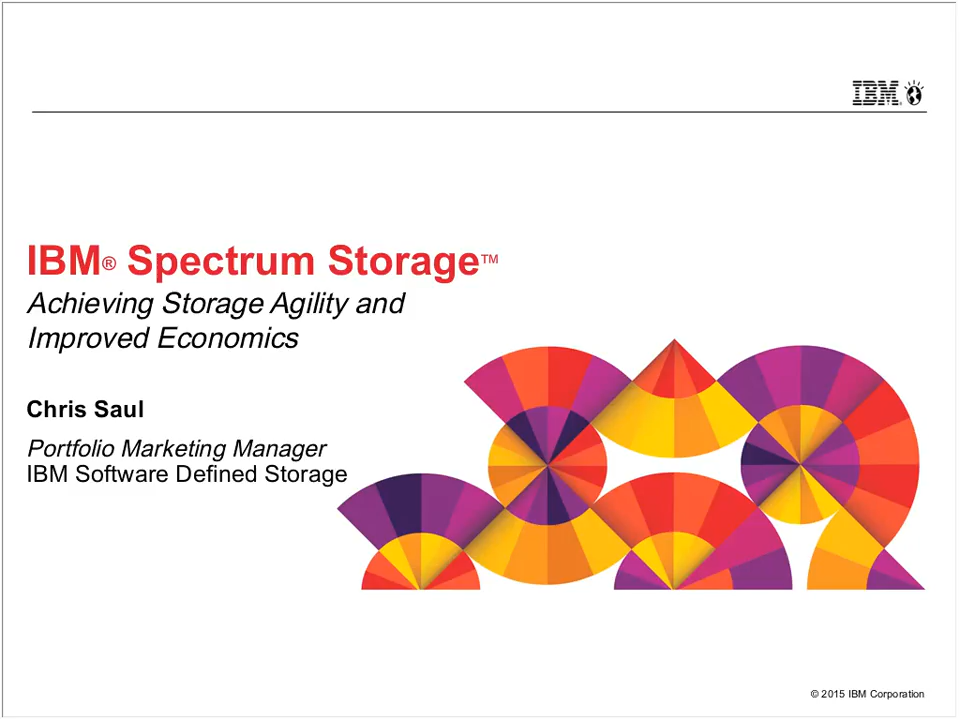 IBM®
IBM® Spectrum Storage™
Achieving Storage Agility and
Improved Economics
Chris Saul
Portfolio Marketing Manager
IBM Software Defined Storage
© 2015 IBM Corporation